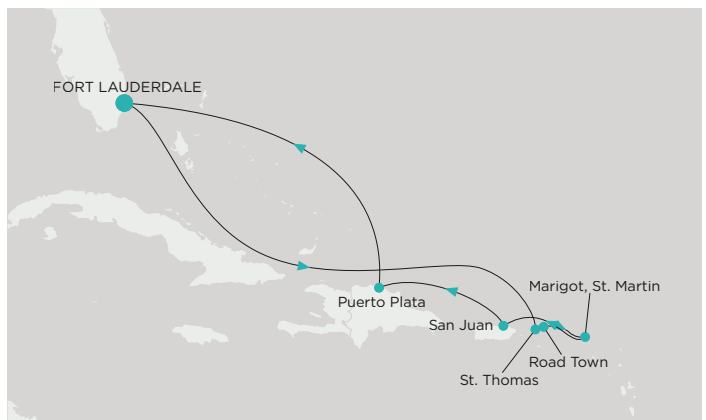 FORT LAUDERDALE
Marigot, St. Martin
Puerto Plata
San Juan
Road Town
St. Thomas